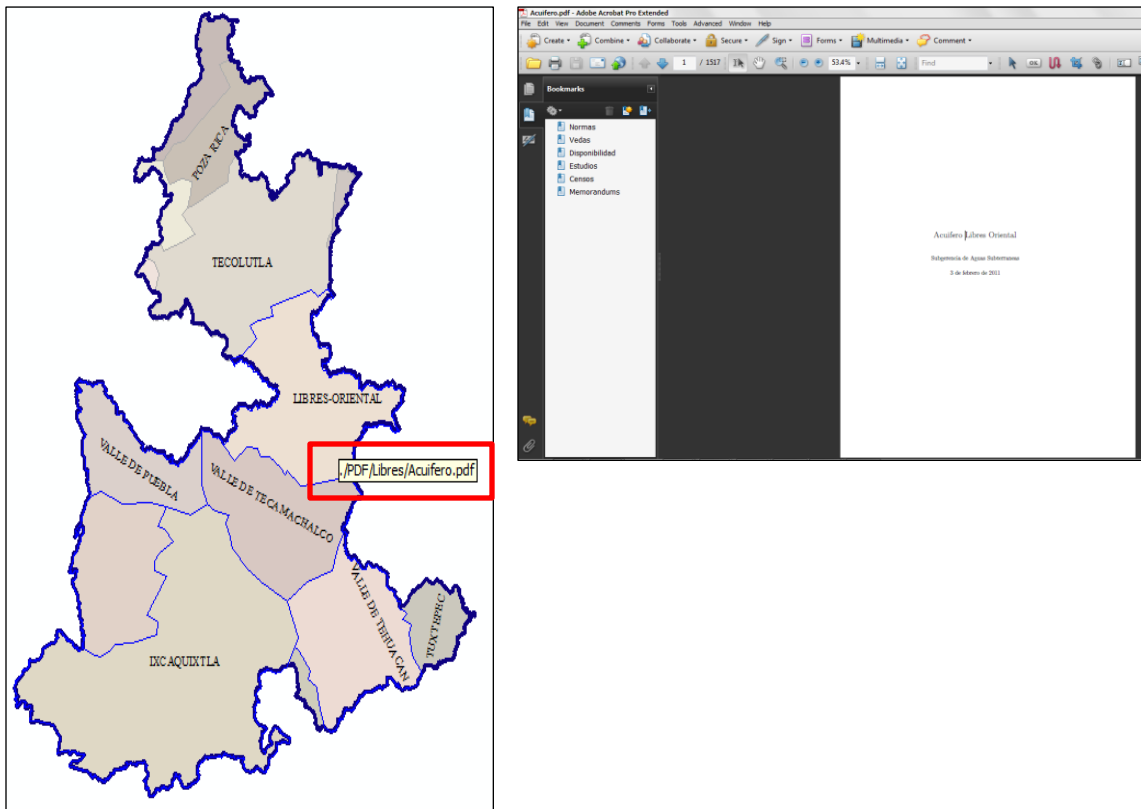 POZA RICA
TECOLUTLA
LIBRES-ORIENTAL
./PDF/Libres/Acuifero.pdf
VALLE DE PUEBLA
VALLE DE TECAMACHALCO
VALLE DE TEHUACAN
TUXTEPEC
IXCAQUIXTLA
Acuifero.pdf - Adobe Acrobat Pro Extended
File Edit View Document Comments Forms Tools Advanced Window Help
Create Combine Collaborate Secure Sign Forms Multimedia Comment
1 / 1517 53.4% Find
Bookmarks
Normas
Vedas
Disponibilidad
Estudios
Censos
Memorandums
Acuifero Libres Oriental
Subgerencia de Aguas Subterraneas
3 de febrero de 2011